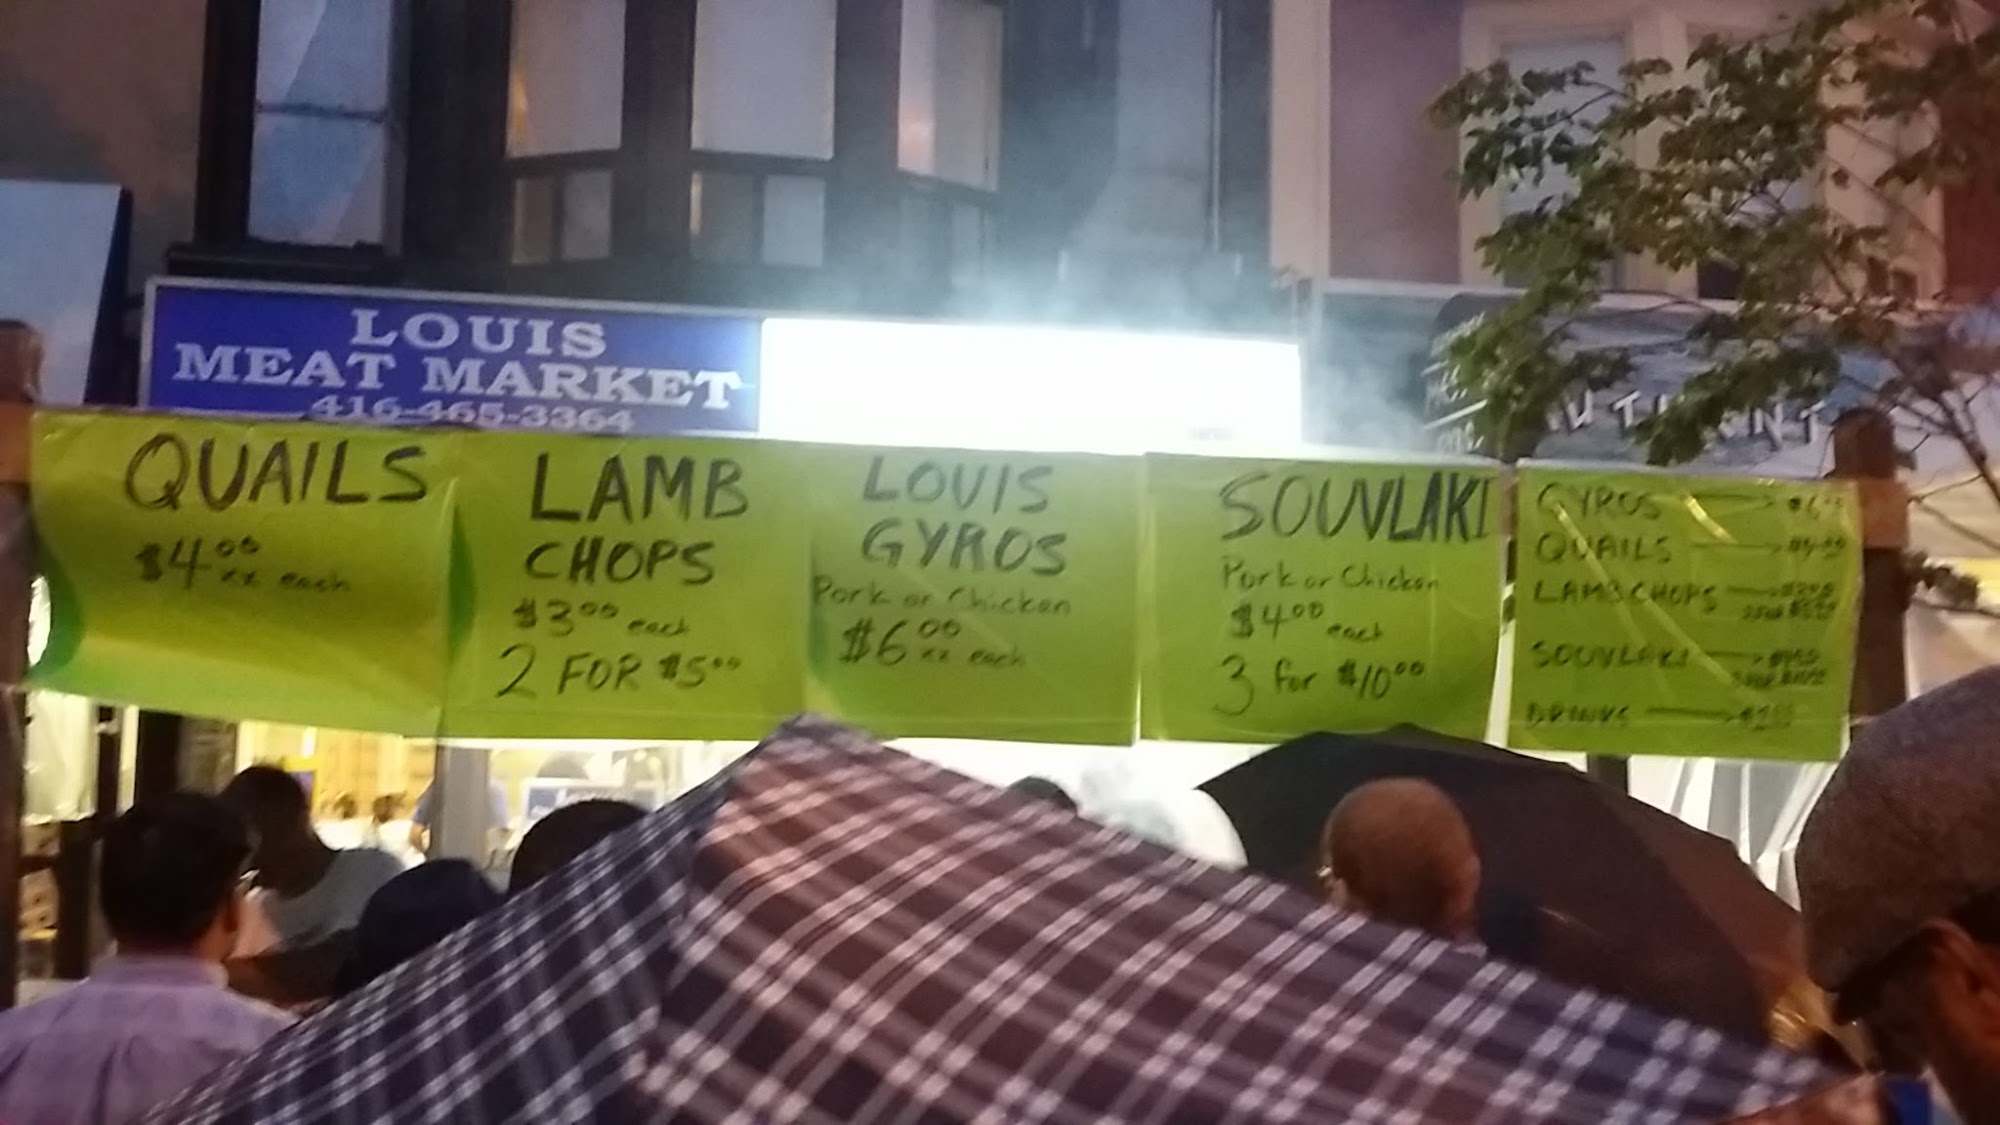 LOUIS
MEAT MARKET
416-465-3364
QUAILS
$4.00 xx each
LAMB
CHOPS
$3.00 each
2 FOR $5.00
LOUIS
GYROS
Pork or Chicken
$6.00 xx each
SOUVLAKI
Pork or Chicken
$4.00 each
3 for $10.00
GYROS
QUAILS
LAMB CHOPS
SOUVLAKI
DRINKS